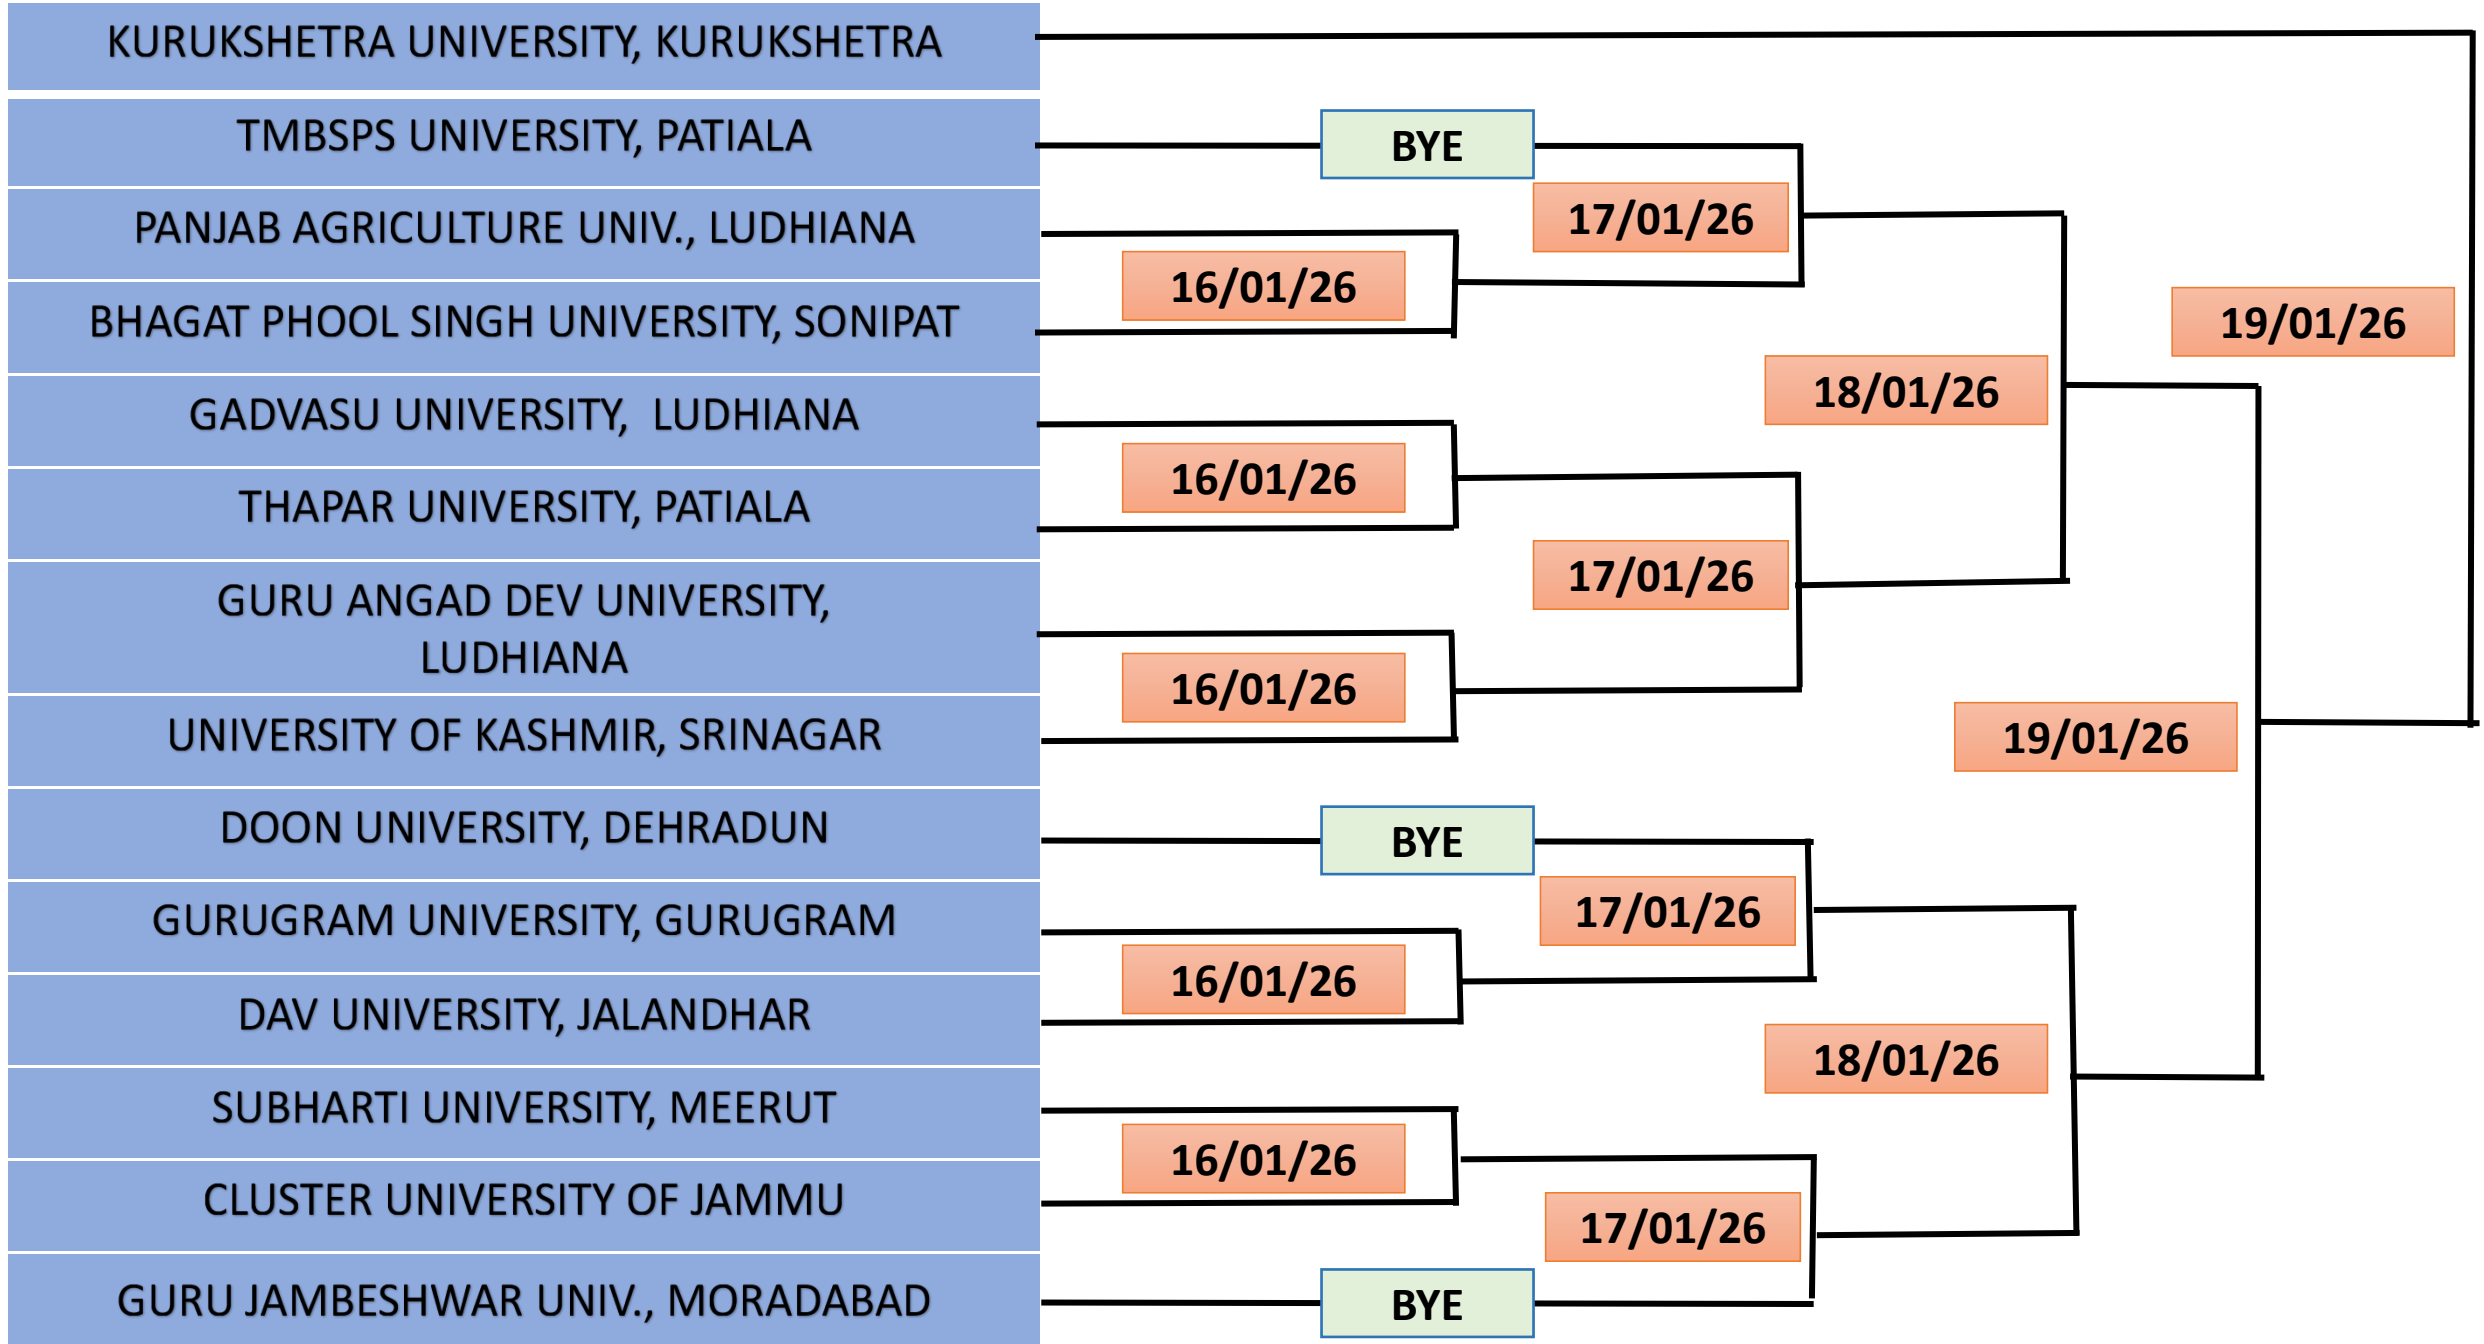 KURUKSHETRA UNIVERSITY, KURUKSHETRA
TMBSPS UNIVERSITY, PATIALA
BYE
17/01/26
PANJAB AGRICULTURE UNIV., LUDHIANA
16/01/26
BHAGAT PHOOL SINGH UNIVERSITY, SONIPAT
19/01/26
18/01/26
GADVASU UNIVERSITY,  LUDHIANA
16/01/26
THAPAR UNIVERSITY, PATIALA
17/01/26
GURU ANGAD DEV UNIVERSITY,
LUDHIANA
16/01/26
UNIVERSITY OF KASHMIR, SRINAGAR
19/01/26
DOON UNIVERSITY, DEHRADUN
BYE
17/01/26
GURUGRAM UNIVERSITY, GURUGRAM
16/01/26
DAV UNIVERSITY, JALANDHAR
18/01/26
SUBHARTI UNIVERSITY, MEERUT
16/01/26
CLUSTER UNIVERSITY OF JAMMU
17/01/26
GURU JAMBESHWAR UNIV., MORADABAD
BYE